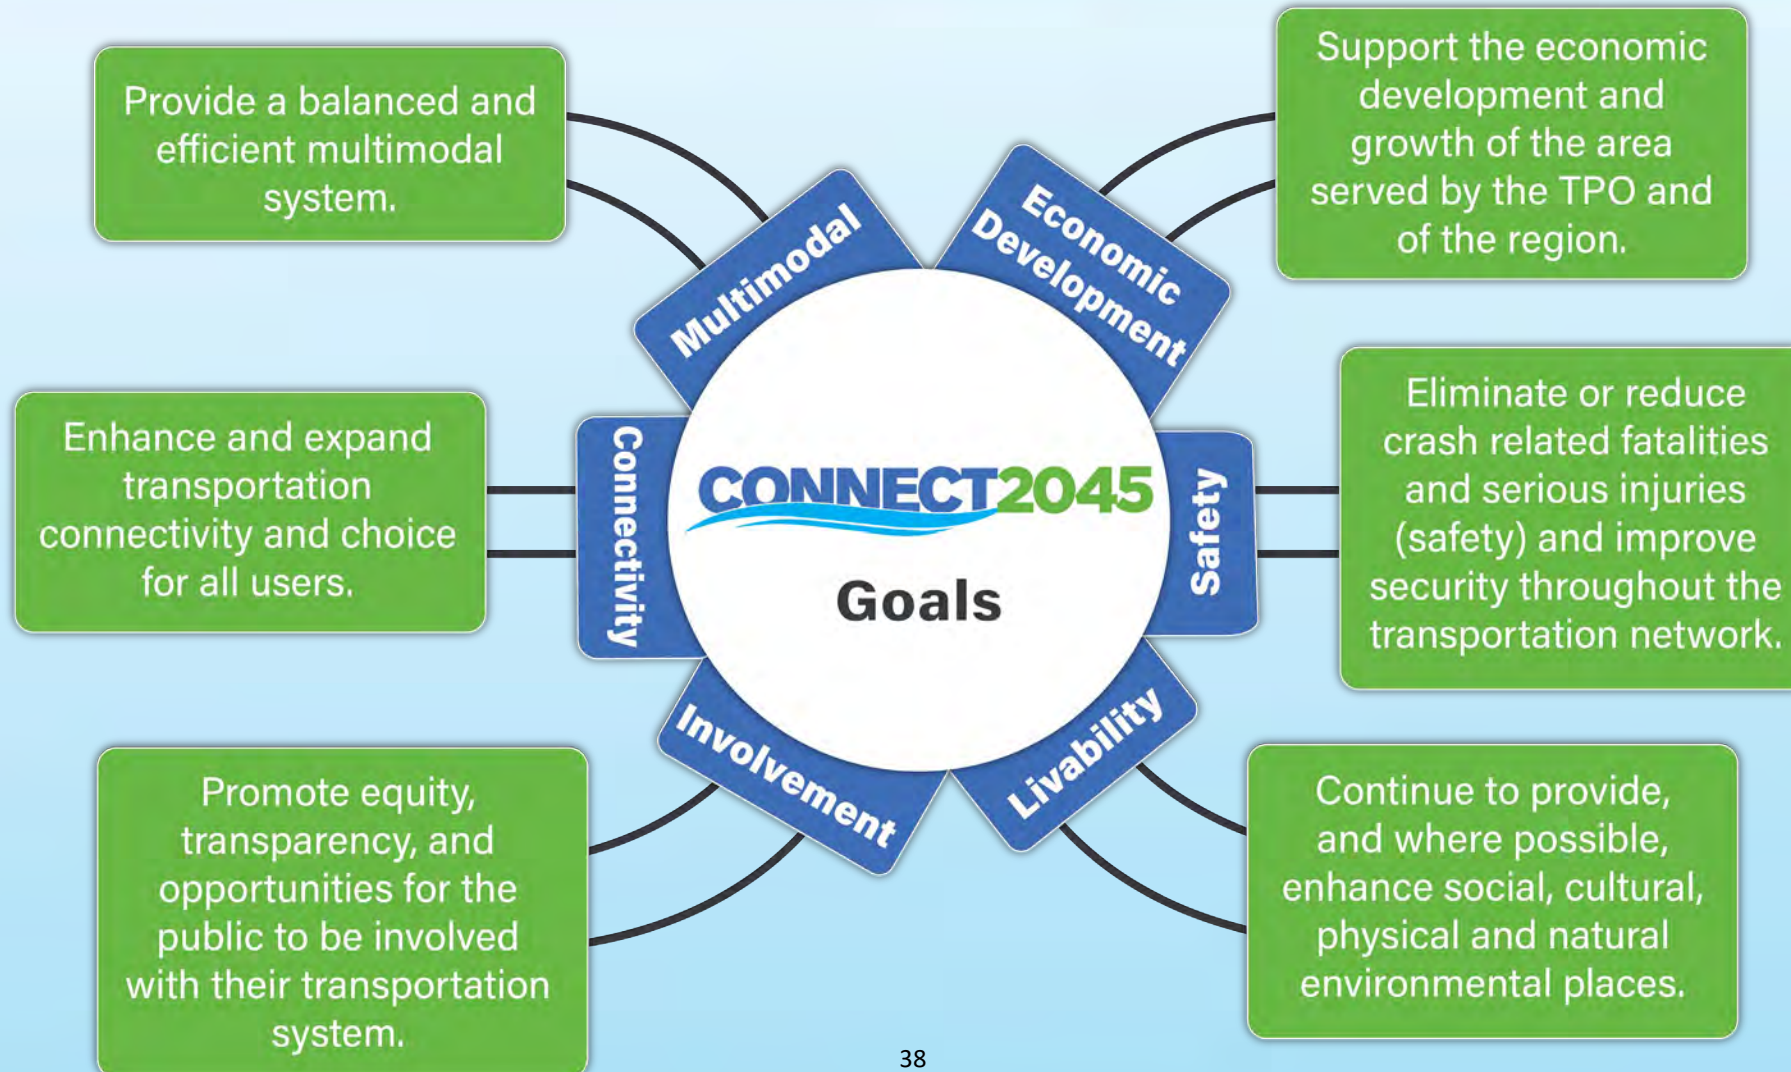 Provide a balanced and
efficient multimodal
system.
Multimodal
Economic
Development
Support the economic
development and
growth of the area
served by the TPO and
of the region.
Enhance and expand
transportation
connectivity and choice
for all users.
Connectivity
CONNECT2045
Goals
Safety
Eliminate or reduce
crash related fatalities
and serious injuries
(safety) and improve
security throughout the
transportation network.
Promote equity,
transparency, and
opportunities for the
public to be involved
with their transportation
system.
Involvement
Livability
Continue to provide,
and where possible,
enhance social, cultural,
physical and natural
environmental places.
38